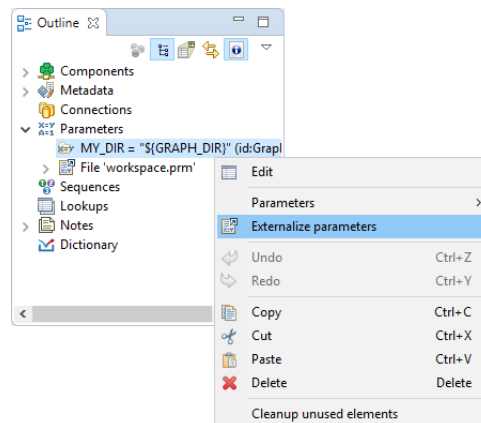 Outline
Components
Metadata
Connections
X=Y
A=1
Parameters
MY_DIR = "${GRAPH_DIR}" (id:Grapl
File 'workspace.prm'
Sequences
Lookups
Notes
Dictionary
Edit
Parameters
Externalize parameters
Undo Ctrl+Z
Redo Ctrl+Y
Copy Ctrl+C
Cut Ctrl+X
Paste Ctrl+V
Delete Delete
Cleanup unused elements